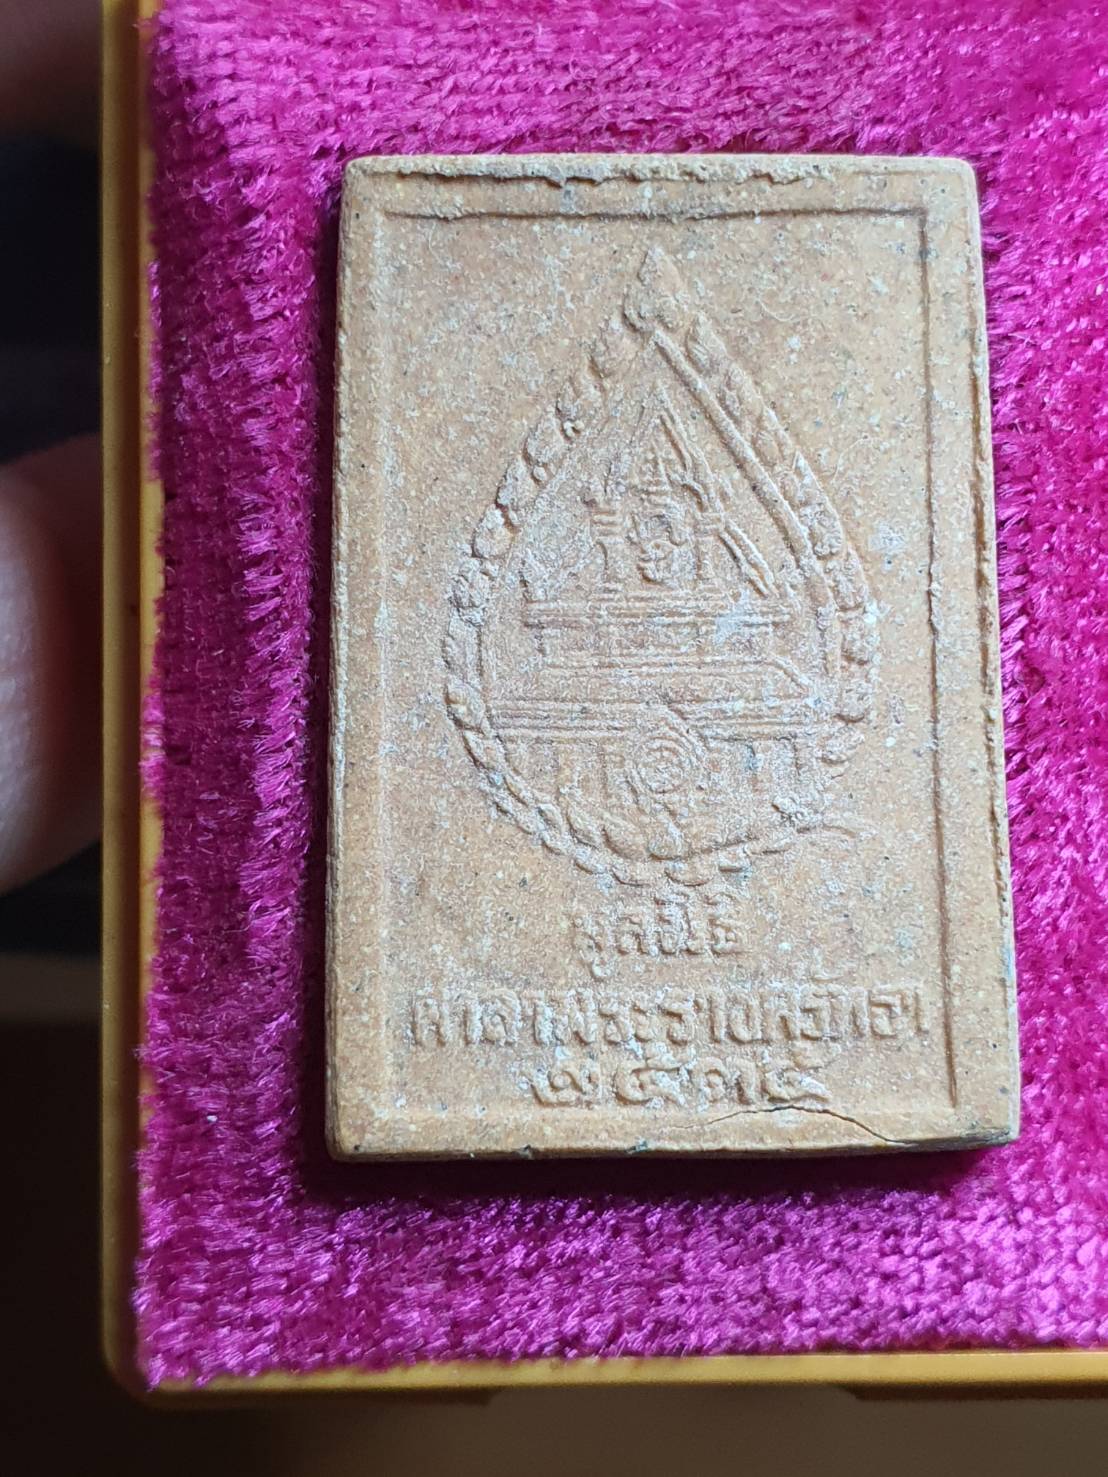 มูลนิธิ
ศาลาพระราชศรัทธา
๒๕๓๕